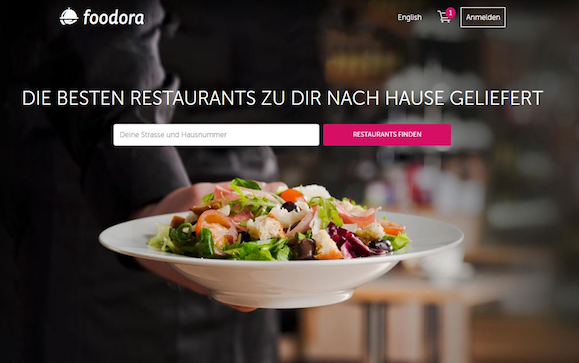 foodora
English
1
Anmelden
DIE BESTEN RESTAURANTS ZU DIR NACH HAUSE GELIEFERT
Deine Strasse und Hausnummer
RESTAURANTS FINDEN